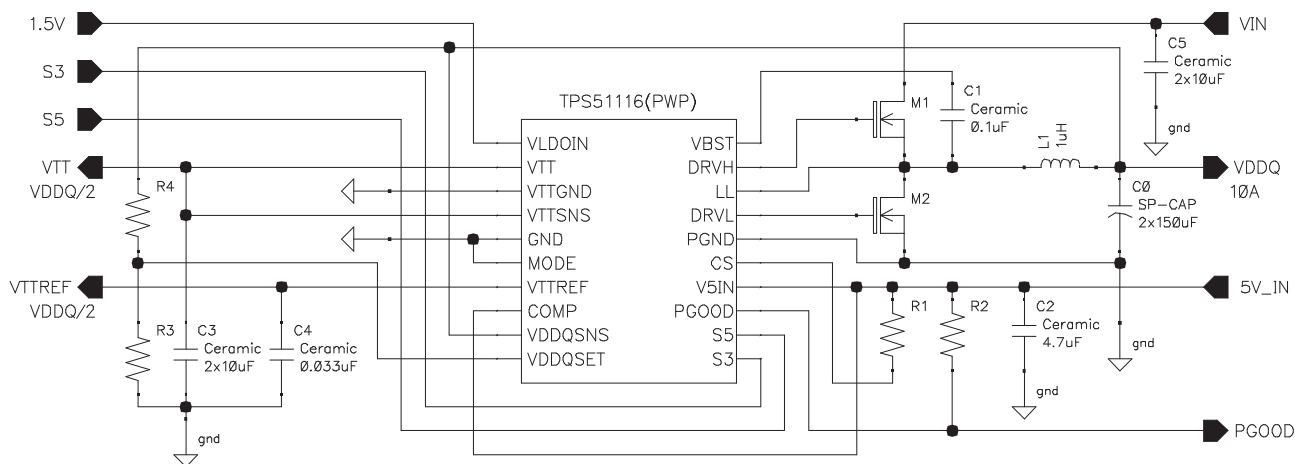 1.5V
S3
S5
VTT
VDDQ/2
VTTREF
VDDQ/2
R4
R3
C3
Ceramic
2x10uF
C4
Ceramic
0.033uF
gnd
TPS51116(PWP)
VLDOIN
VTT
VTTGND
VTTSNS
GND
MODE
VTTREF
COMP
VDDQSNS
VDDQSET
VBST
DRVH
LL
DRVL
PGND
CS
V5IN
PGOOD
S5
S3
M1
M2
C1
Ceramic
0.1uF
L1
1uH
VIN
C5
Ceramic
2x10uF
gnd
VDDQ
10A
C0
SP-CAP
2x150uF
gnd
5V_IN
R1
R2
C2
Ceramic
4.7uF
gnd
PGOOD